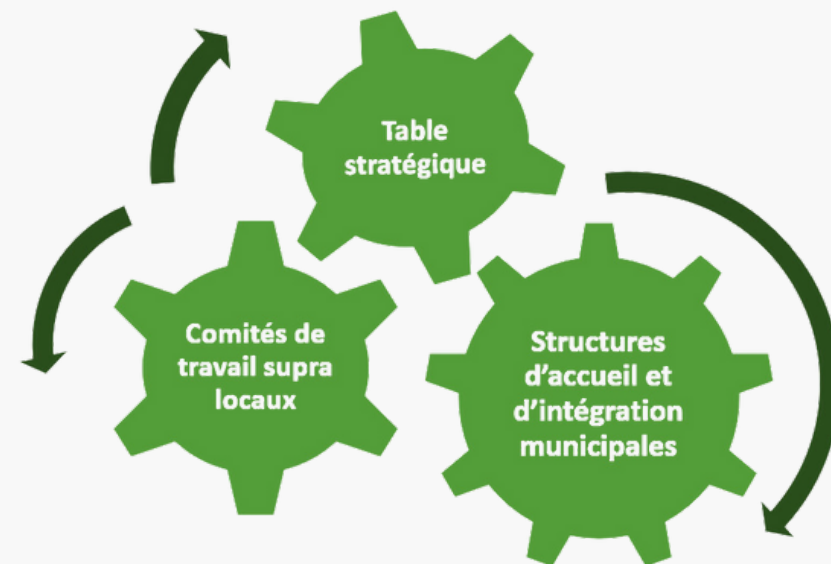 Table
stratégique
Comités de
travail supra
locaux
Structures
d'accueil et
d'intégration
municipales